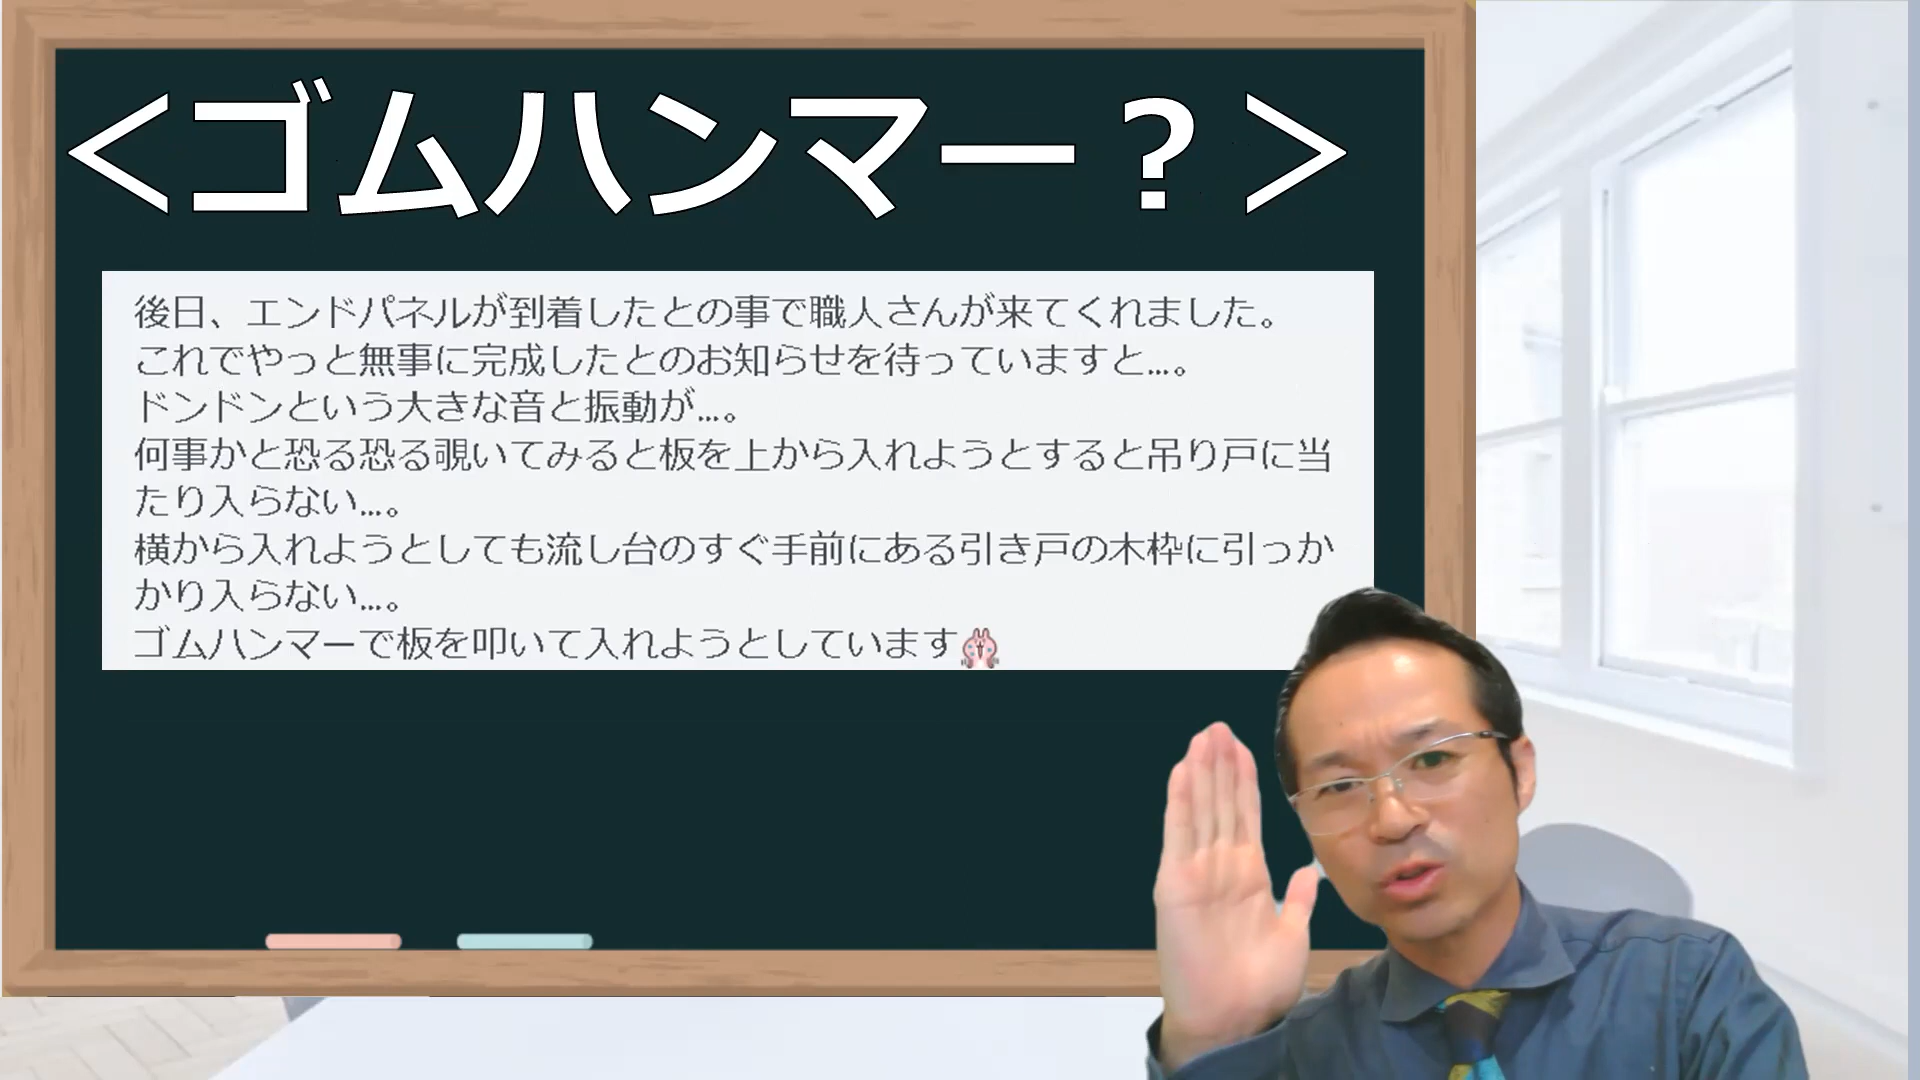 <ゴムハンマー？>
後日、エンドパネルが到着したとの事で職人さんが来てくれました。
これでやっと無事に完成したとのお知らせを待っていますと…。
ドンドンという大きな音と振動が…。
何事かと恐る恐る覗いてみると板を上から入れようとすると吊り戸に当
たり入らない…。
横から入れようとしても流し台のすぐ手前にある引き戸の木枠に引っか
かり入らない…。
ゴムハンマーで板を叩いて入れようとしています